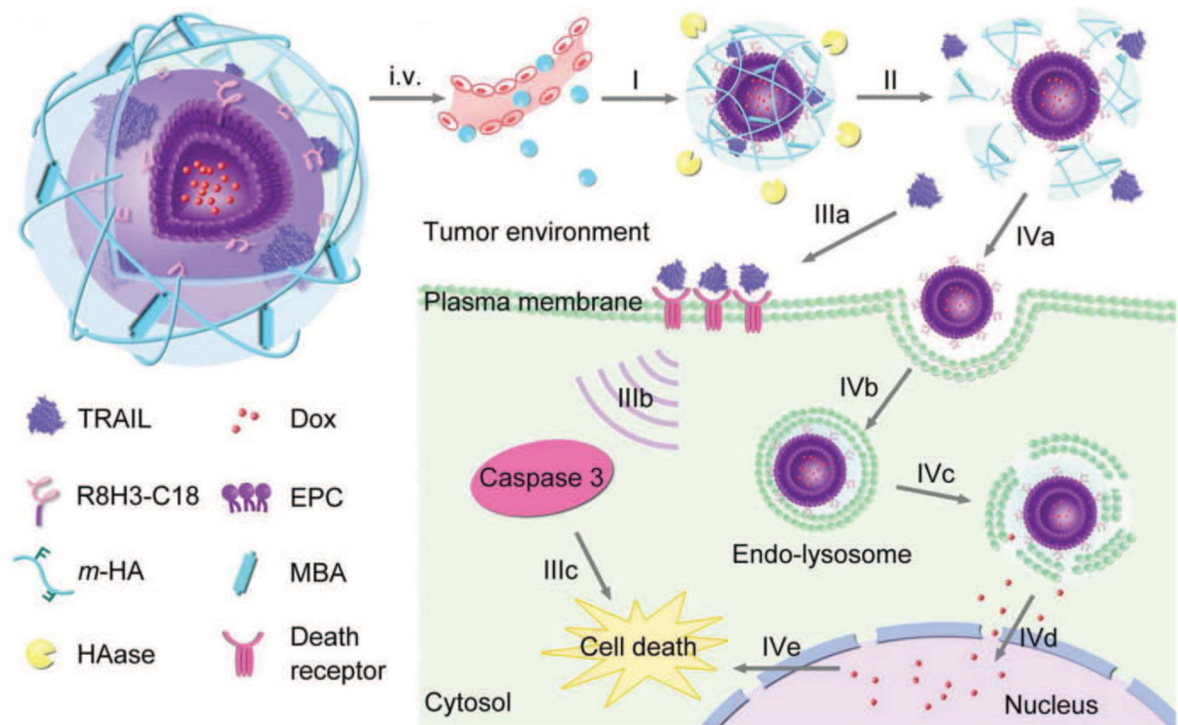 i.v.
I
II
Tumor environment
IIIa
IVa
Plasma membrane
IIIb
IVb
TRAIL
Dox
Caspase 3
IVc
R8H3-C18
EPC
Endo-lysosome
m-HA
MBA
IIIc
HAase
Death
receptor
Cell death
IVe
IVd
Cytosol
Nucleus